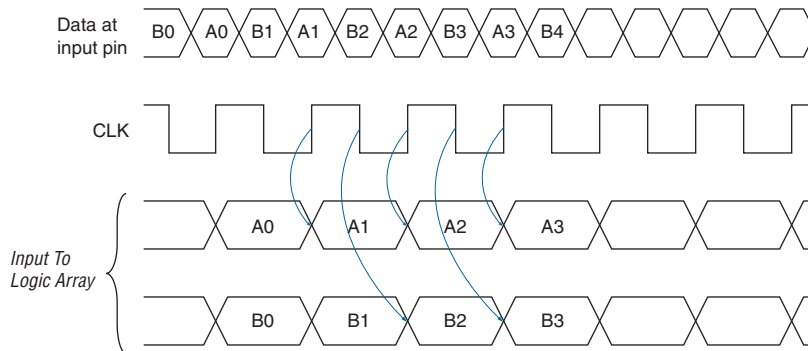 Data at
input pin
B0 A0 B1 A1 B2 A2 B3 A3 B4
CLK
Input To
Logic Array
A0 A1 A2 A3
B0 B1 B2 B3